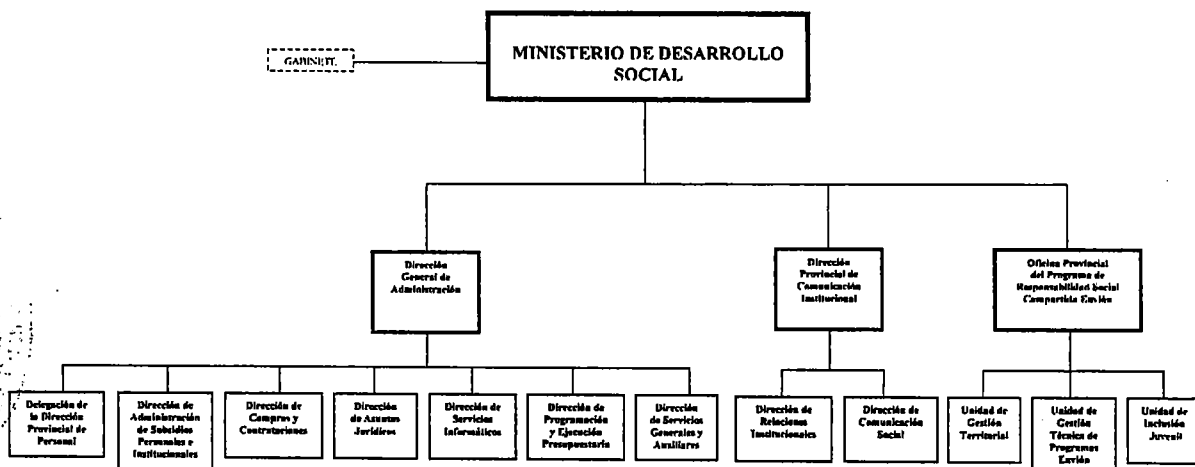 MINISTERIO DE DESARROLLO
SOCIAL
GABINETE
Dirección
General de
Administración
Dirección
Provincial de
Comunicación
Institucional
Oficina Provincial
del Programa de
Responsabilidad Social
Compartida Envión
Delegación de
la Dirección
Provincial de
Personal
Dirección de
Administración
de Subsidios
Personales e
Institucionales
Dirección de
Compras y
Contrataciones
Dirección
de Asuntos
Jurídicos
Dirección de
Servicios
Informáticos
Dirección de
Programación
y Ejecución
Presupuestaria
Dirección
de Servicios
Generales y
Auxiliares
Dirección de
Relaciones
Institucionales
Dirección de
Comunicación
Social
Unidad de
Gestión
Territorial
Unidad de
Gestión
Técnica de
Programas
Envión
Unidad de
Inclusión
Juvenil